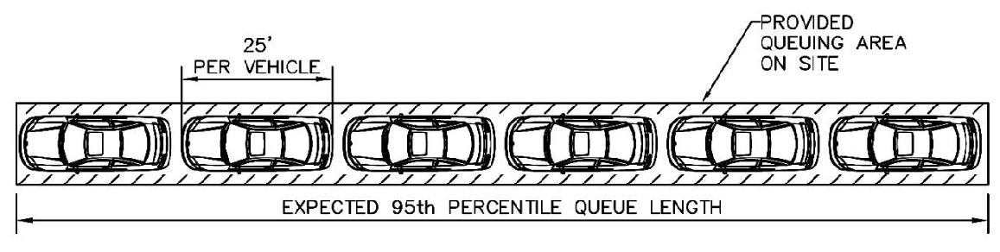 PROVIDED
QUEUING AREA
ON SITE
25'
PER VEHICLE
EXPECTED 95th PERCENTILE QUEUE LENGTH